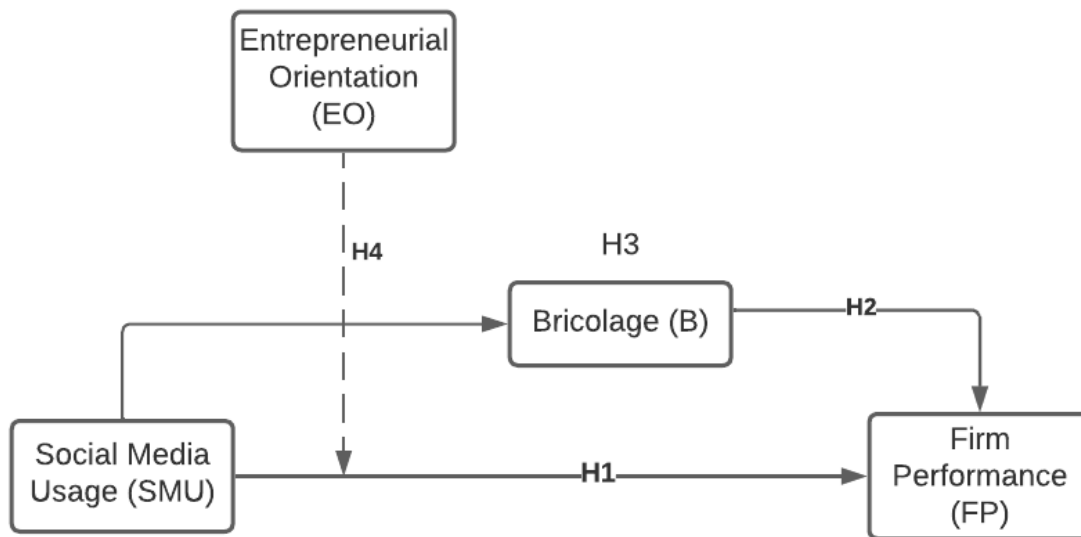 Entrepreneurial
Orientation
(EO)
H4
H3
Bricolage (B)
H2
Social Media
Usage (SMU)
H1
Firm
Performance
(FP)